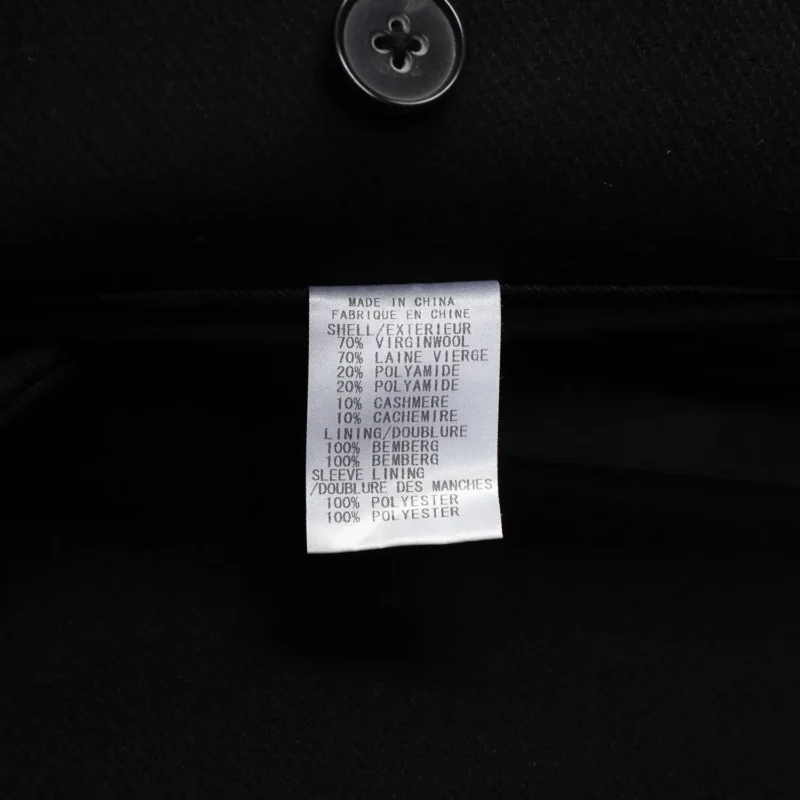 MADE IN CHINA
FABRIQUE EN CHINE
SHELL/EXTERIEUR
70% VIRGINWOOL
70% LAINE VIERGE
20% POLYAMIDE
20% POLYAMIDE
10% CASHMERE
10% CACHEMIRE
LINING/DOUBLURE
100% BEMBERG
100% BEMBERG
SLEEVE LINING
/DOUBLURE DES MANCHES
100% POLYESTER
100% POLYESTER